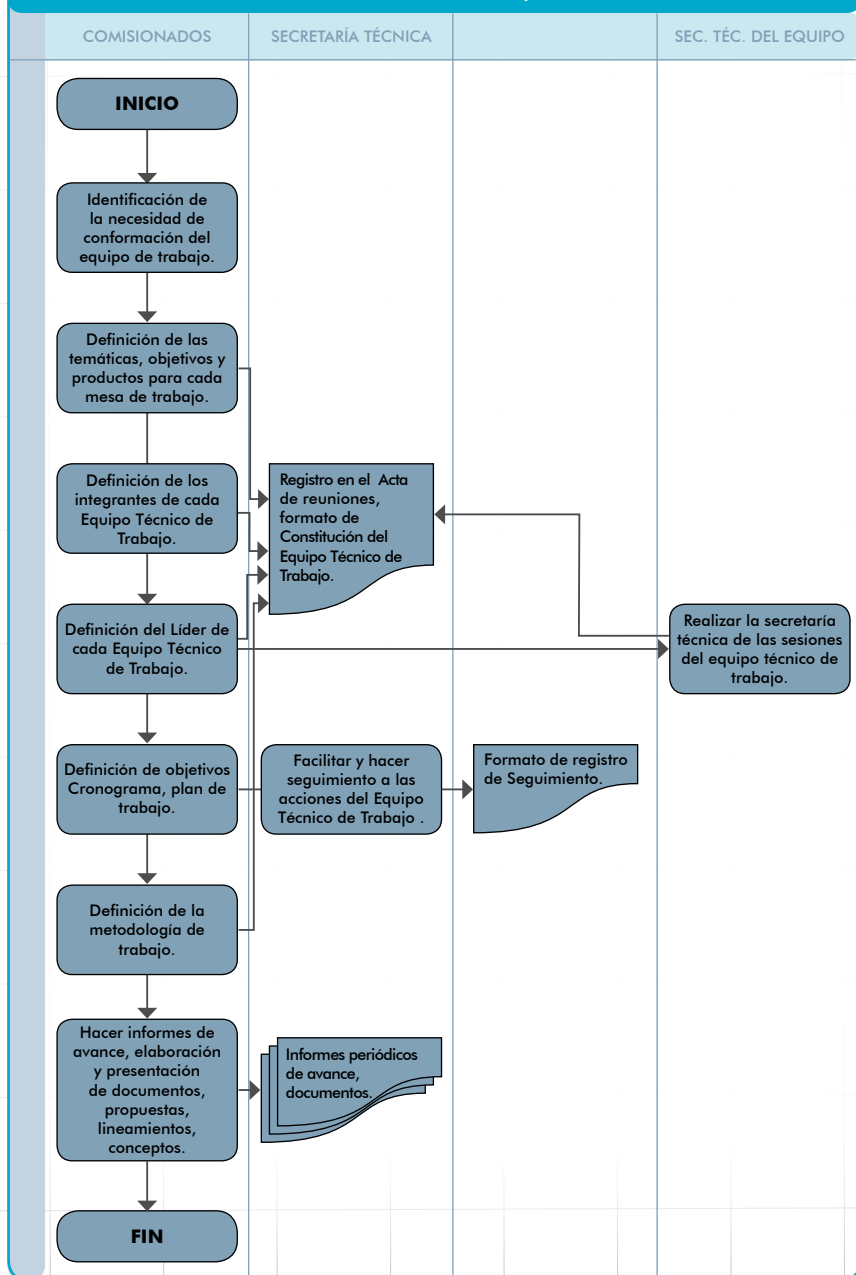 COMISIONADOS
SECRETARÍA TÉCNICA
SEC. TÉC. DEL EQUIPO
INICIO
Identificación de
la necesidad de
conformación del
equipo de trabajo.
Definición de las
temáticas, objetivos y
productos para cada
mesa de trabajo.
Definición de los
integrantes de cada
Equipo Técnico de
Trabajo.
Registro en el Acta
de reuniones,
formato de
Constitución del
Equipo Técnico de
Trabajo.
Definición del Líder de
cada Equipo Técnico
de Trabajo.
Realizar la secretaría
técnica de las sesiones
del equipo técnico de
trabajo.
Definición de objetivos
Cronograma, plan de
trabajo.
Facilitar y hacer
seguimiento a las
acciones del Equipo
Técnico de Trabajo .
Formato de registro
de Seguimiento.
Definición de la
metodología de
trabajo.
Hacer informes de
avance, elaboración
y presentación
de documentos,
propuestas,
lineamientos,
conceptos.
Informes periódicos
de avance,
documentos.
FIN